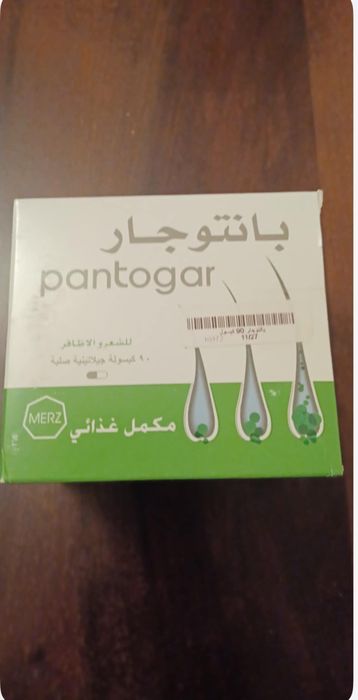 بانتوجار
pantogar
بانتوجار 90 كبسول
11/27
للشعر والاظافر
٩٠ كبسولة جيلاتينية صلبة
MERZ
مكمل غذائي